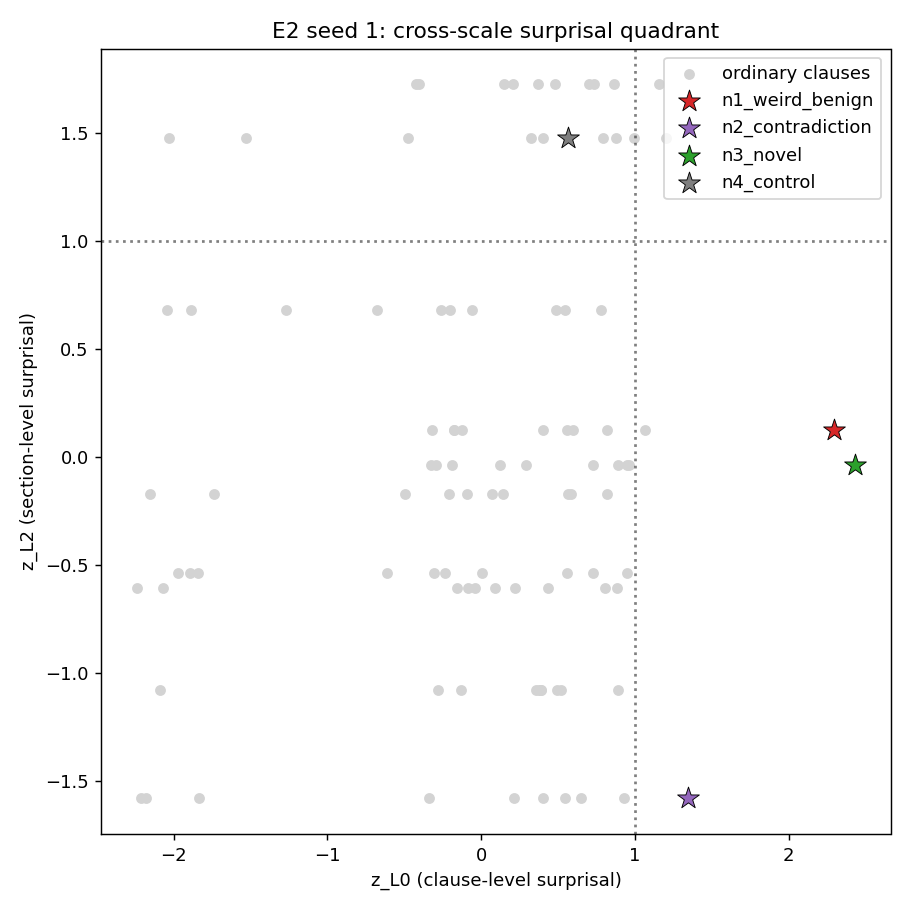 E2 seed 1: cross-scale surprisal quadrant
ordinary clauses
n1_weird_benign
n2_contradiction
n3_novel
n4_control
1.5
1.0
0.5
0.0
−0.5
−1.0
−1.5
z_L2 (section-level surprisal)
−2
−1
0
1
2
z_L0 (clause-level surprisal)